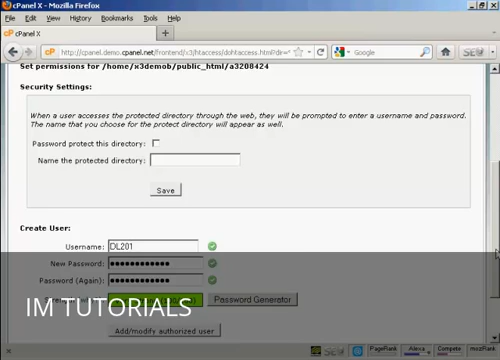 cPanel X - Mozilla Firefox
File Edit View History Bookmarks Tools Help
cP cPanel X
http://cpanel.demo.cpanel.net/frontend/x3/htaccess/dohtaccess.html?dir=" Google
Set permissions for /home/x3demob/public_html/a3208424
Security Settings:
When a user accesses the protected directory through the web, they will be prompted to enter a username and password.
The name that you choose for the protect directory will appear as well.
Password protect this directory:
Name the protected directory:
Save
Create User:
Username: DL201
New Password:
Password (Again):
Password Generator
IM TUTORIALS
Add/modify authorized user
PageRank Alexa